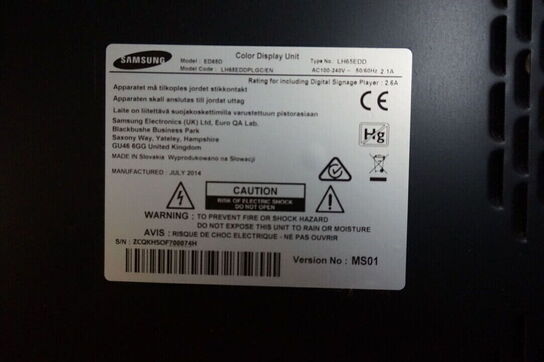 SAMSUNG
Color Display Unit
Model : ED65D
Type No. : LH65EDD
Model Code : LH65EDDPLGC/EN
AC100-240V~ 50/60Hz 2.1A
Rating for including Digital Signage Player : 2.6A
Apparatet må tilkoples jordet stikkontakt
Apparaten skall anslutas till jordat uttag
Laite on liitettävä suojakoskettimilla varustettuun pistorasiaan
Samsung Electronics (UK) Ltd, Euro QA Lab.
Blackbushe Business Park
Saxony Way, Yateley, Hampshire
GU46 6GG United Kingdom
MADE IN Slovakia Wyprodukowano na Slowacji
MANUFACTURED : JULY 2014
CE
Hg
CAUTION
RISK OF ELECTRIC SHOCK
DO NOT OPEN
WARNING : TO PREVENT FIRE OR SHOCK HAZARD
DO NOT EXPOSE THIS UNIT TO RAIN OR MOISTURE
AVIS : RISQUE DE CHOC ELECTRIQUE - NE PAS OUVRIR
S/N : ZCQKH5OF700074H
Version No : MS01